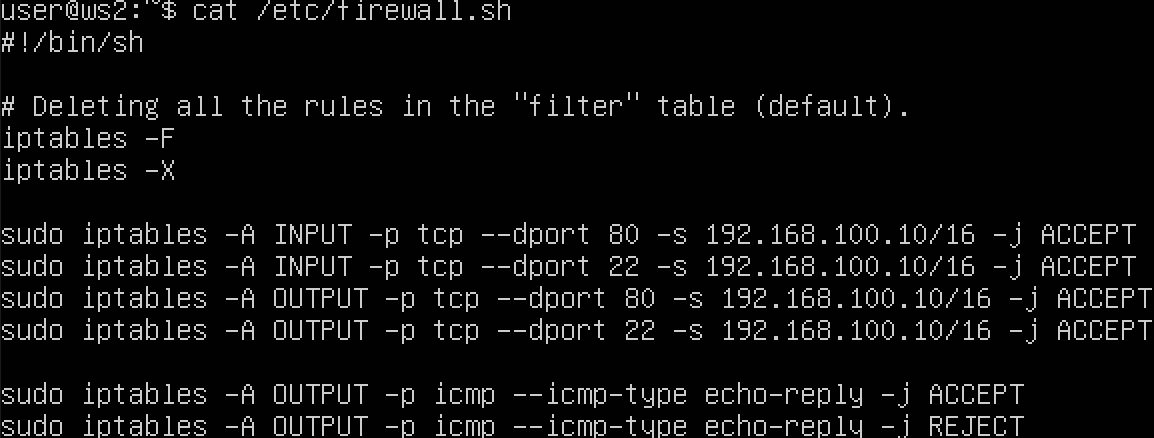 user@ws2:~$ cat /etc/firewall.sh
#!/bin/sh
# Deleting all the rules in the "filter" table (default).
iptables -F
iptables -X
sudo iptables -A INPUT -p tcp --dport 80 -s 192.168.100.10/16 -j ACCEPT
sudo iptables -A INPUT -p tcp --dport 22 -s 192.168.100.10/16 -j ACCEPT
sudo iptables -A OUTPUT -p tcp --dport 80 -s 192.168.100.10/16 -j ACCEPT
sudo iptables -A OUTPUT -p tcp --dport 22 -s 192.168.100.10/16 -j ACCEPT
sudo iptables -A OUTPUT -p icmp --icmp-type echo-reply -j ACCEPT
sudo iptables -A OUTPUT -p icmp --icmp-type echo-reply -j REJECT